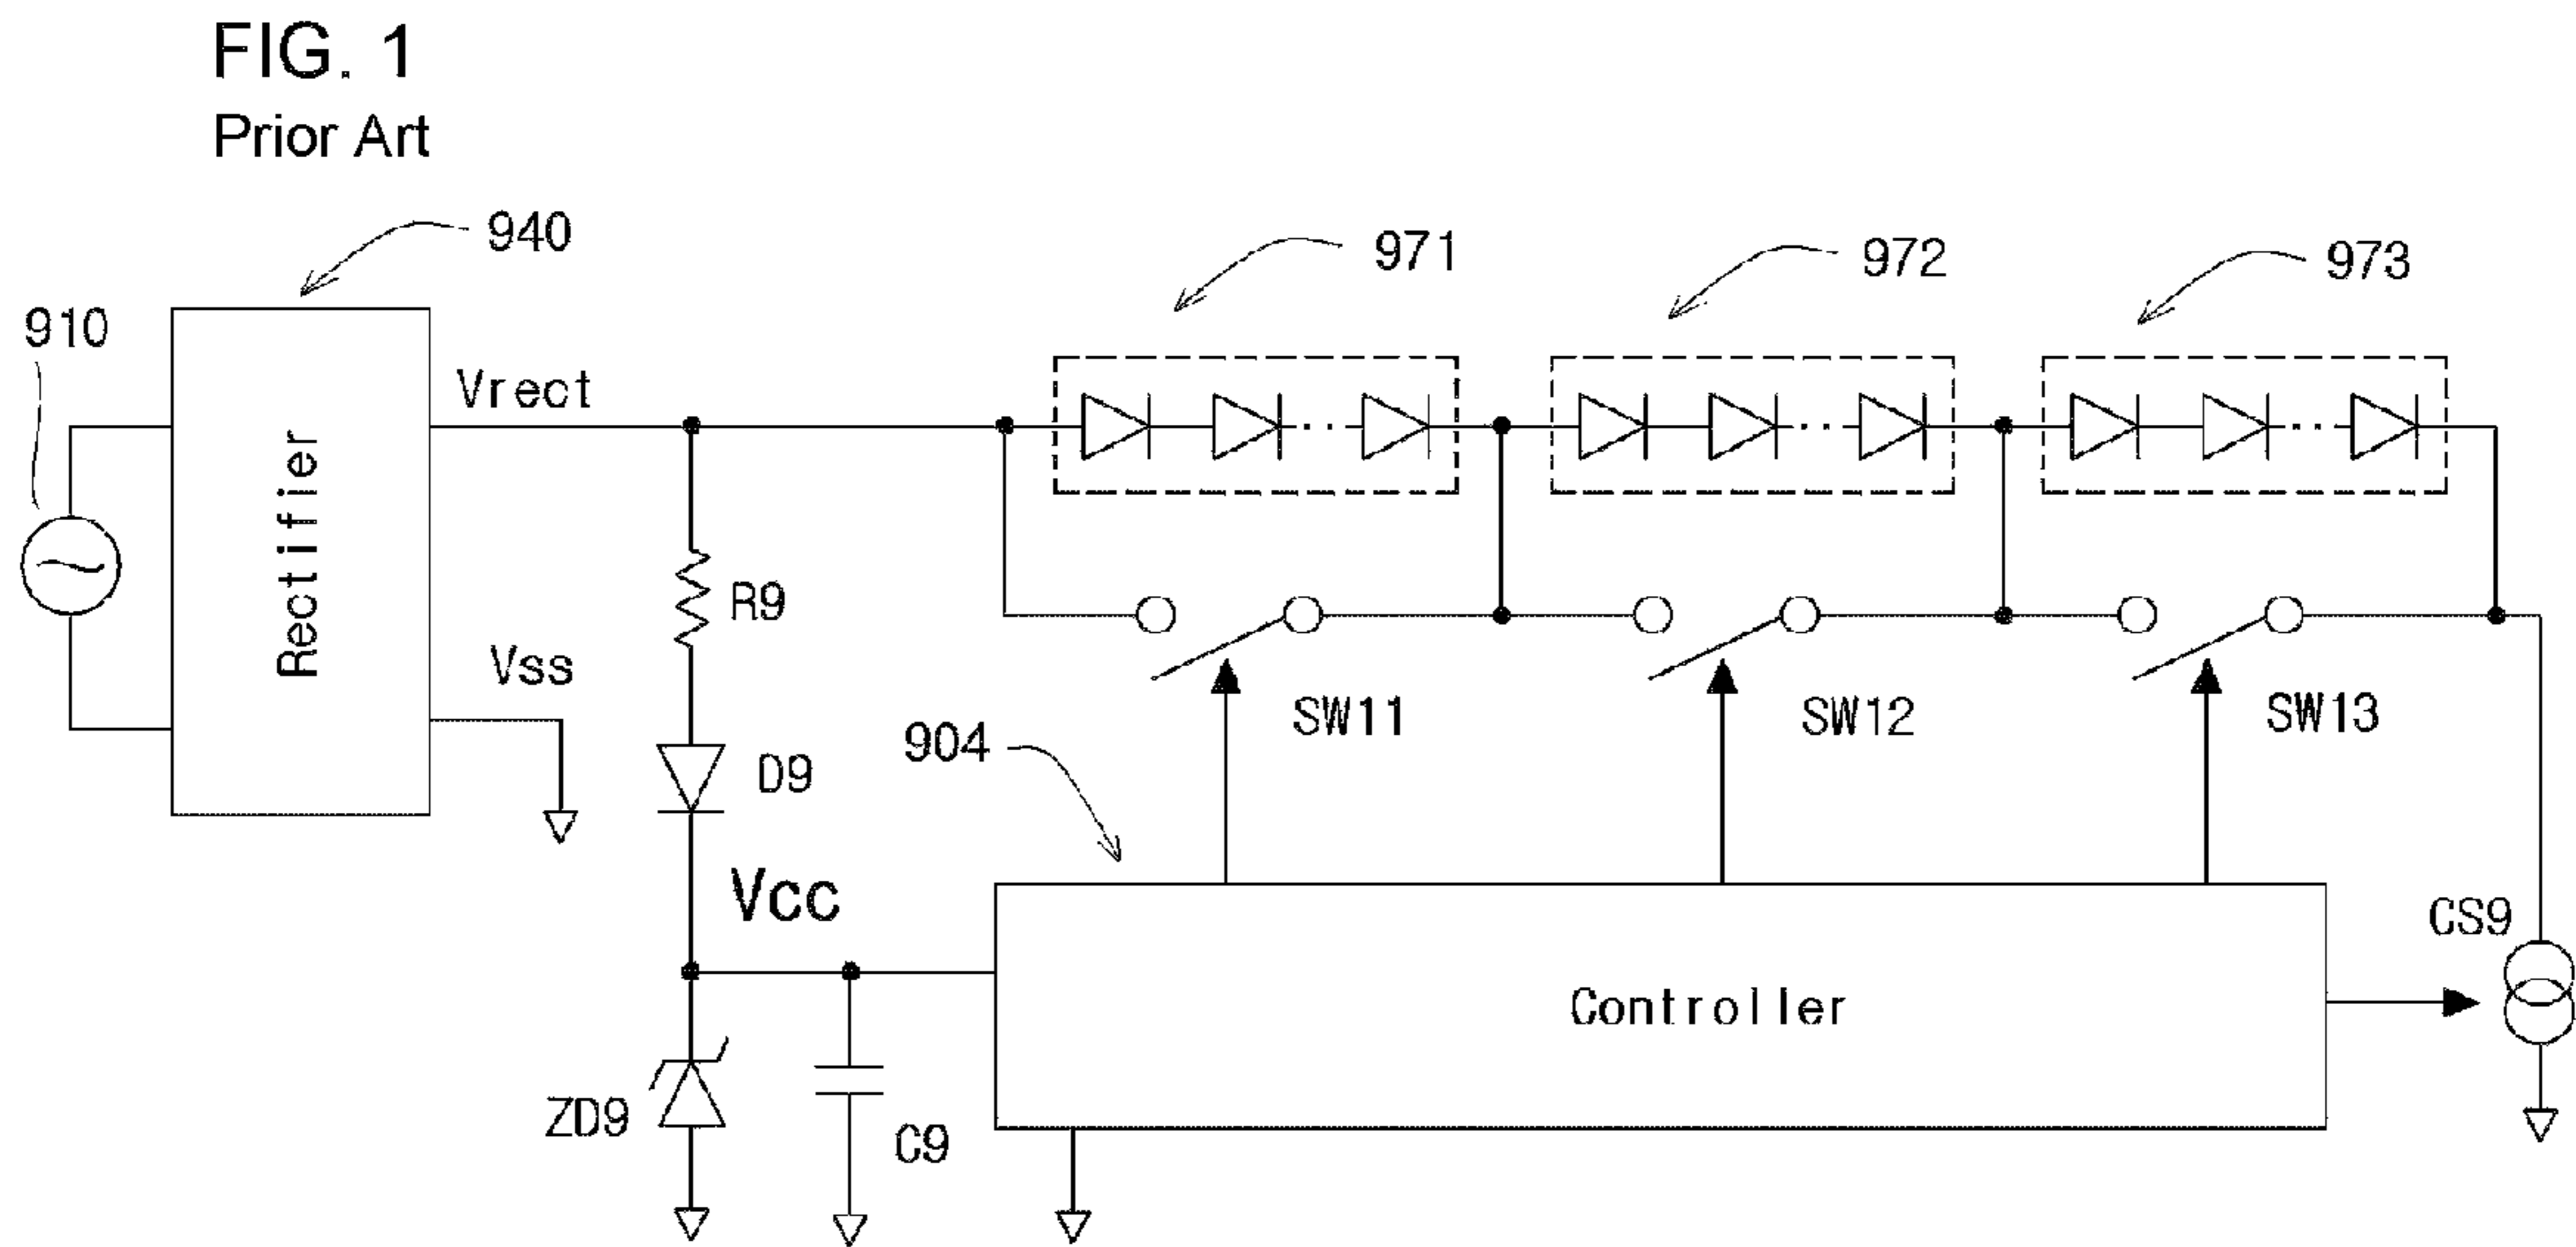 FIG. 1
Prior Art
940
971
972
973
910
Vrect
Rectifier
R9
Vss
SW11
SW12
SW13
904
D9
Vcc
CS9
Controller
ZD9
C9